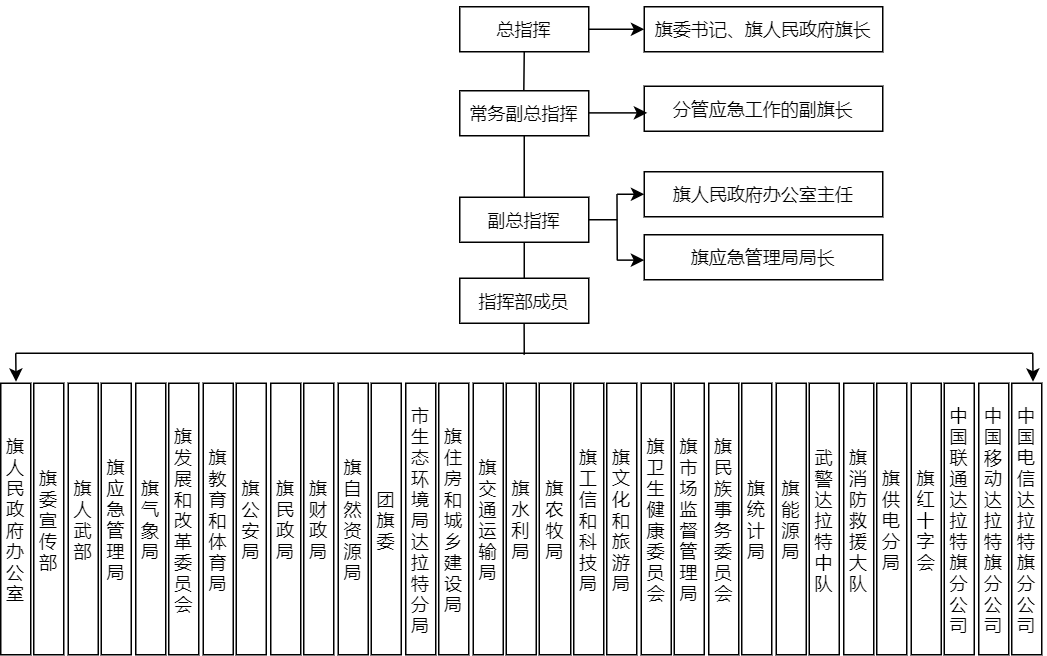 总指挥
旗委书记、旗人民政府旗长
常务副总指挥
分管应急工作的副旗长
副总指挥
旗人民政府办公室主任
旗应急管理局局长
指挥部成员
旗人民政府办公室
旗委宣传部
旗人武部
旗应急管理局
旗气象局
旗发展和改革委员会
旗教育和体育局
旗公安局
旗民政局
旗财政局
旗自然资源局
团旗委
市生态环境局达拉特分局
旗住房和城乡建设局
旗交通运输局
旗水利局
旗农牧局
旗工信和科技局
旗文化和旅游局
旗卫生健康委员会
旗市场监督管理局
旗民族事务委员会
旗统计局
旗能源局
武警达拉特中队
旗消防救援大队
旗供电分局
旗红十字会
中国联通达拉特旗分公司
中国移动达拉特旗分公司
中国电信达拉特旗分公司